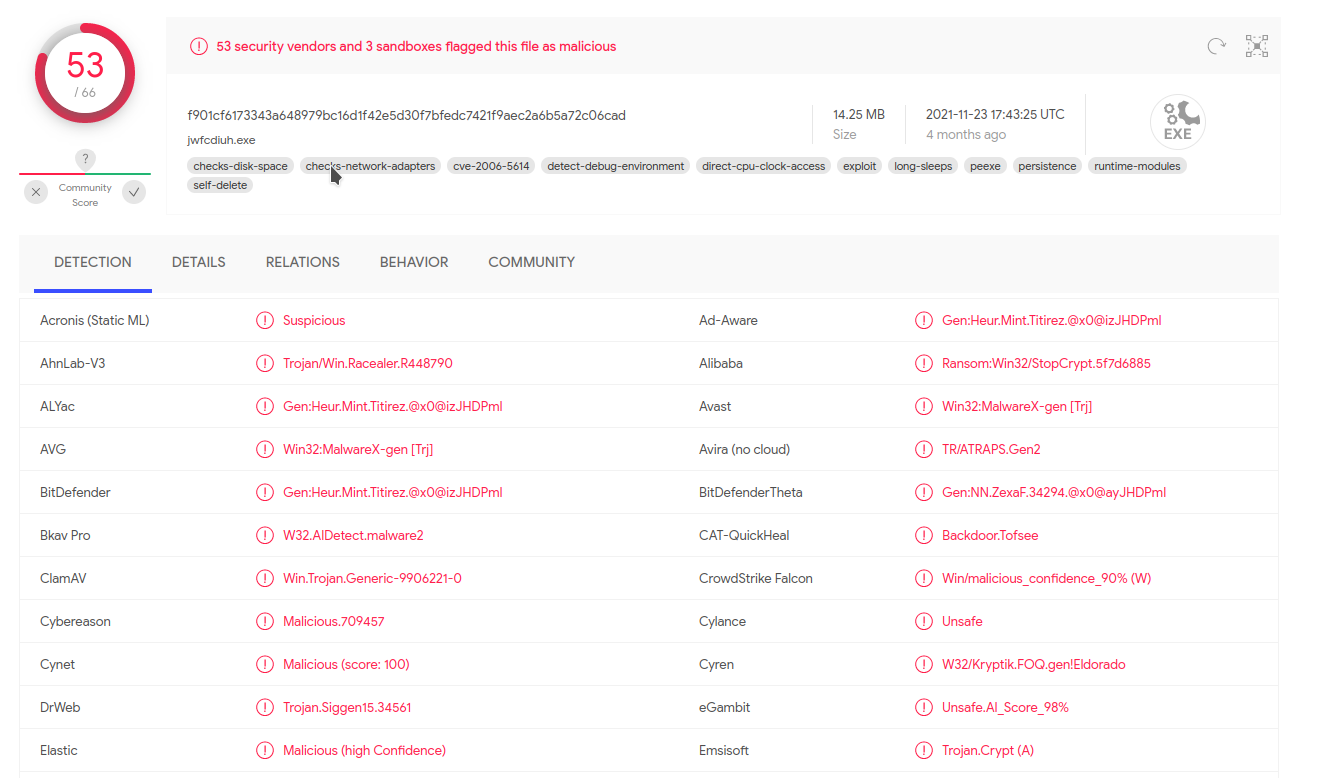 53
/ 66
?
Community
Score
53 security vendors and 3 sandboxes flagged this file as malicious
f901cf6173343a648979bc16d1f42e5d30f7bfedc7421f9aec2a6b5a72c06cad
jwfcdiuh.exe
14.25 MB
Size
2021-11-23 17:43:25 UTC
4 months ago
EXE
checks-disk-space checks-network-adapters cve-2006-5614 detect-debug-environment direct-cpu-clock-access exploit long-sleeps peexe persistence runtime-modules
self-delete
DETECTION DETAILS RELATIONS BEHAVIOR COMMUNITY
Acronis (Static ML) Suspicious Ad-Aware Gen:Heur.Mint.Titirez.@x0@izJHDPml
AhnLab-V3 Trojan/Win.Racealer.R448790 Alibaba Ransom:Win32/StopCrypt.5f7d6885
ALYac Gen:Heur.Mint.Titirez.@x0@izJHDPml Avast Win32:MalwareX-gen [Trj]
AVG Win32:MalwareX-gen [Trj] Avira (no cloud) TR/ATRAPS.Gen2
BitDefender Gen:Heur.Mint.Titirez.@x0@izJHDPml BitDefenderTheta Gen:NN.ZexaF.34294.@x0@ayJHDPml
Bkav Pro W32.AIDetect.malware2 CAT-QuickHeal Backdoor.Tofsee
ClamAV Win.Trojan.Generic-9906221-0 CrowdStrike Falcon Win/malicious_confidence_90% (W)
Cybereason Malicious.709457 Cylance Unsafe
Cynet Malicious (score: 100) Cyren W32/Kryptik.FOQ.gen!Eldorado
DrWeb Trojan.Siggen15.34561 eGambit Unsafe.AI_Score_98%
Elastic Malicious (high Confidence) Emsisoft Trojan.Crypt (A)